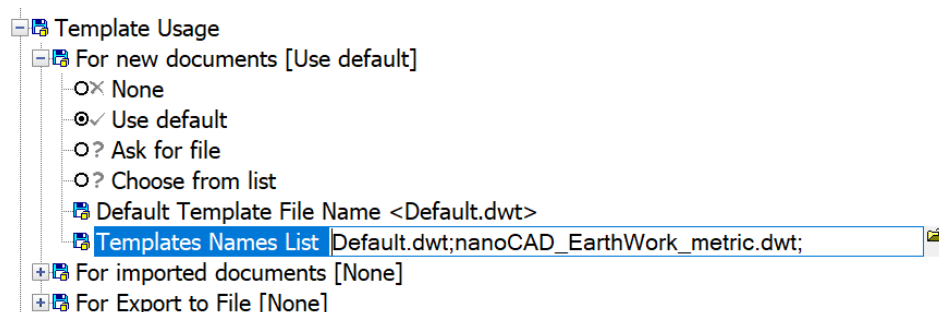 Template Usage
For new documents [Use default]
None
Use default
Ask for file
Choose from list
Default Template File Name <Default.dwt>
Templates Names List Default.dwt;nanoCAD_EarthWork_metric.dwt;
For imported documents [None]
For Export to File [None]